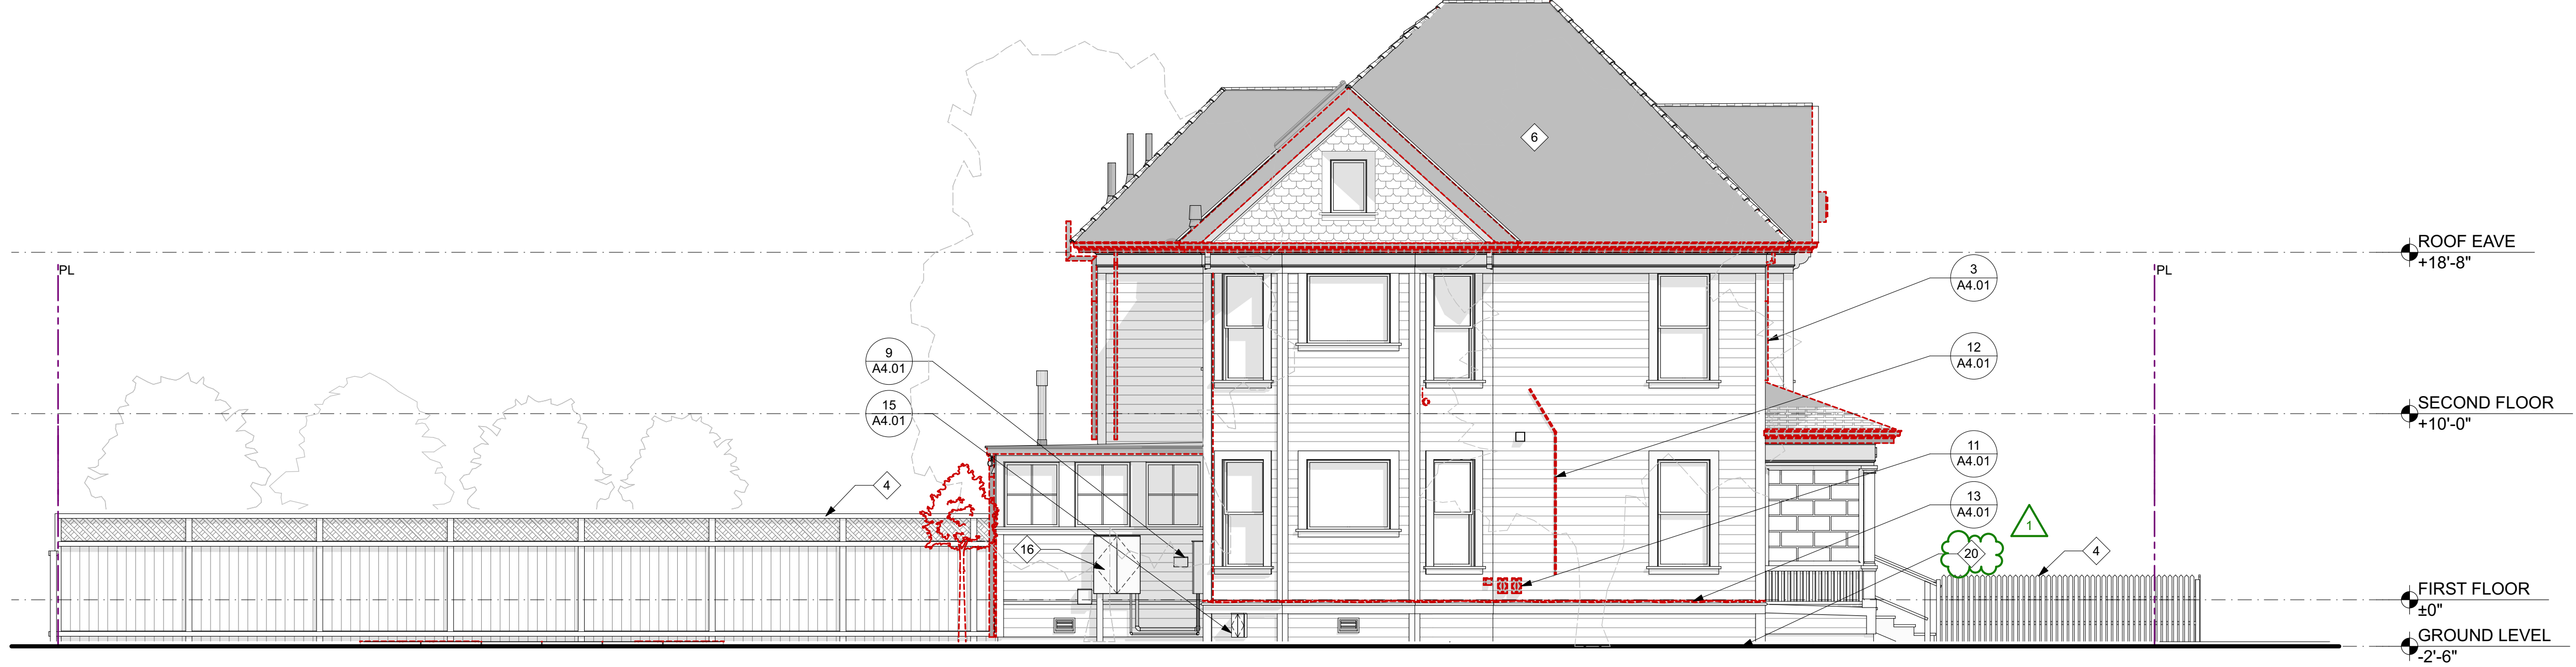 6
ROOF EAVE
+18'-8"
PL
PL
3
A4.01
9
A4.01
12
A4.01
15
A4.01
SECOND FLOOR
+10'-0"
11
A4.01
4
13
A4.01
1
16
20
4
FIRST FLOOR
±0"
GROUND LEVEL
-2'-6"